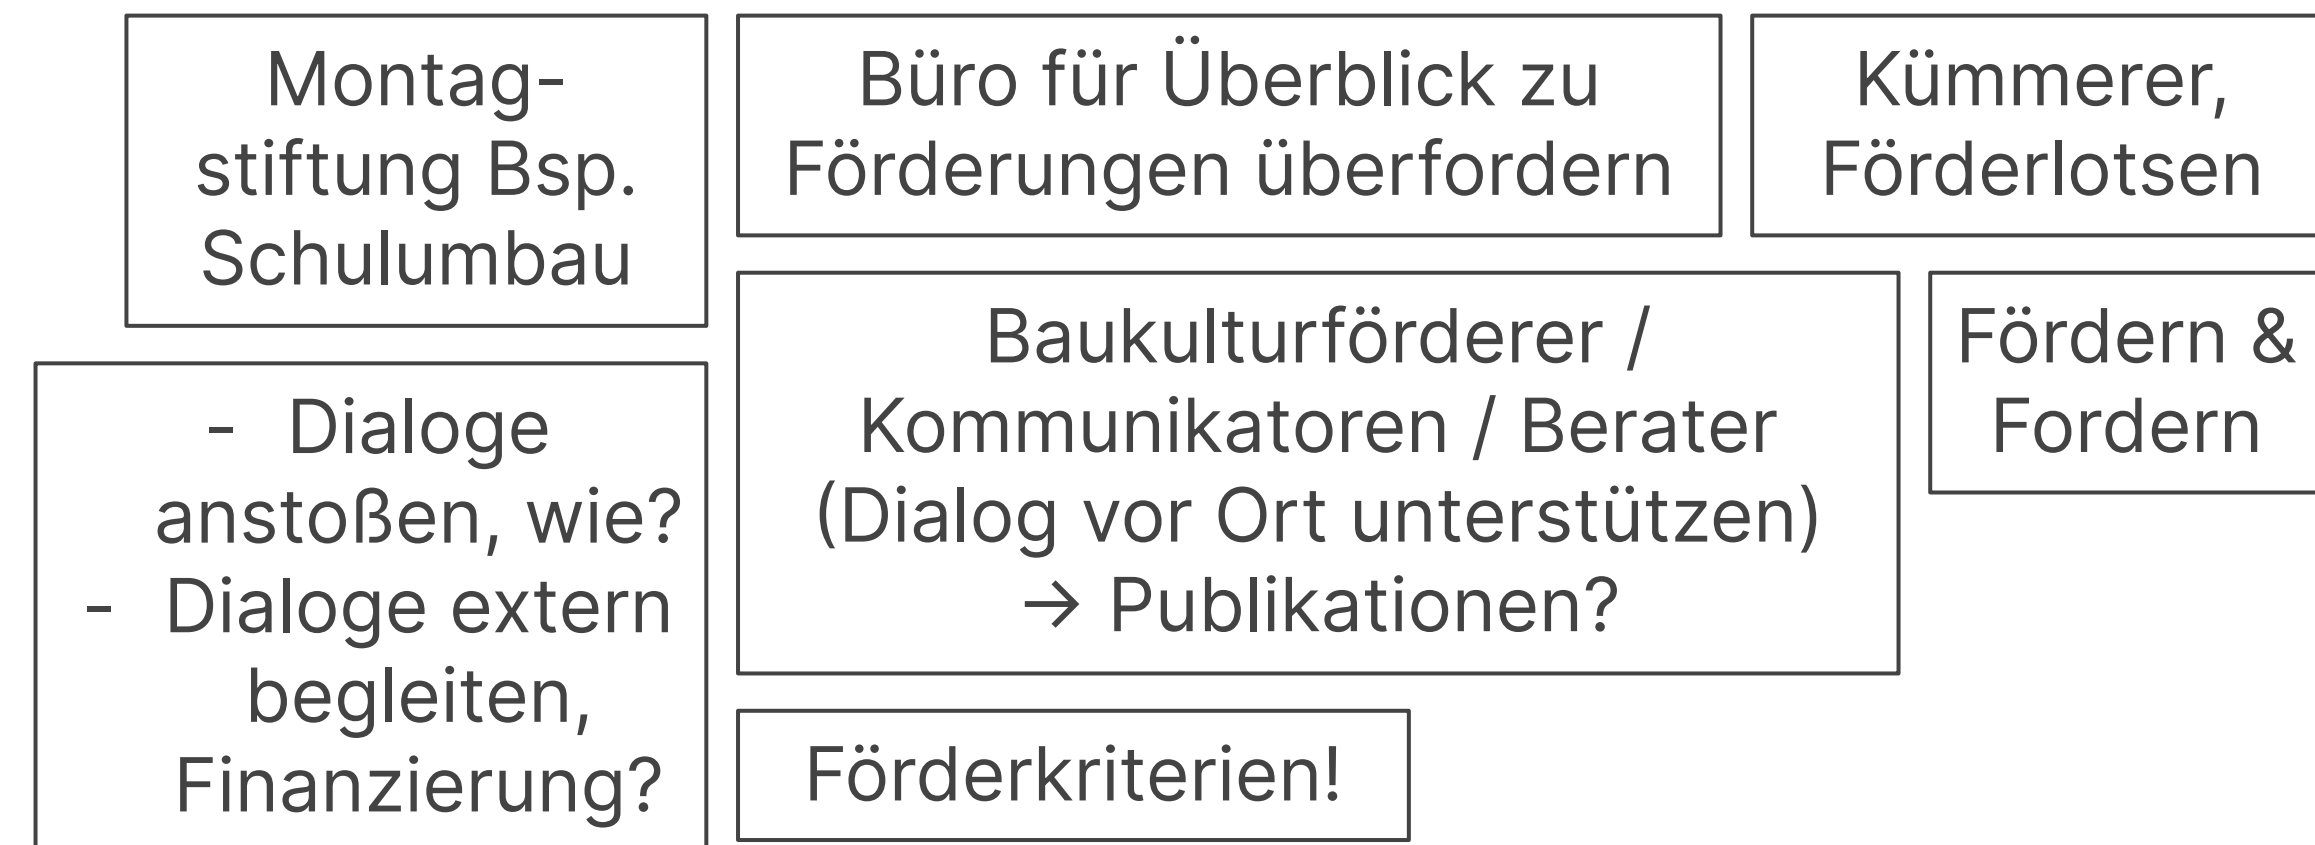 Montag-
stiftung Bsp.
Schulumbau
Büro für Überblick zu
Förderungen überfordern
Kümmerer,
Förderlotsen
- Dialoge
anstoßen, wie?
- Dialoge extern
begleiten,
Finanzierung?
Baukulturförderer /
Kommunikatoren / Berater
(Dialog vor Ort unterstützen)
→ Publikationen?
Fördern &
Fordern
Förderkriterien!